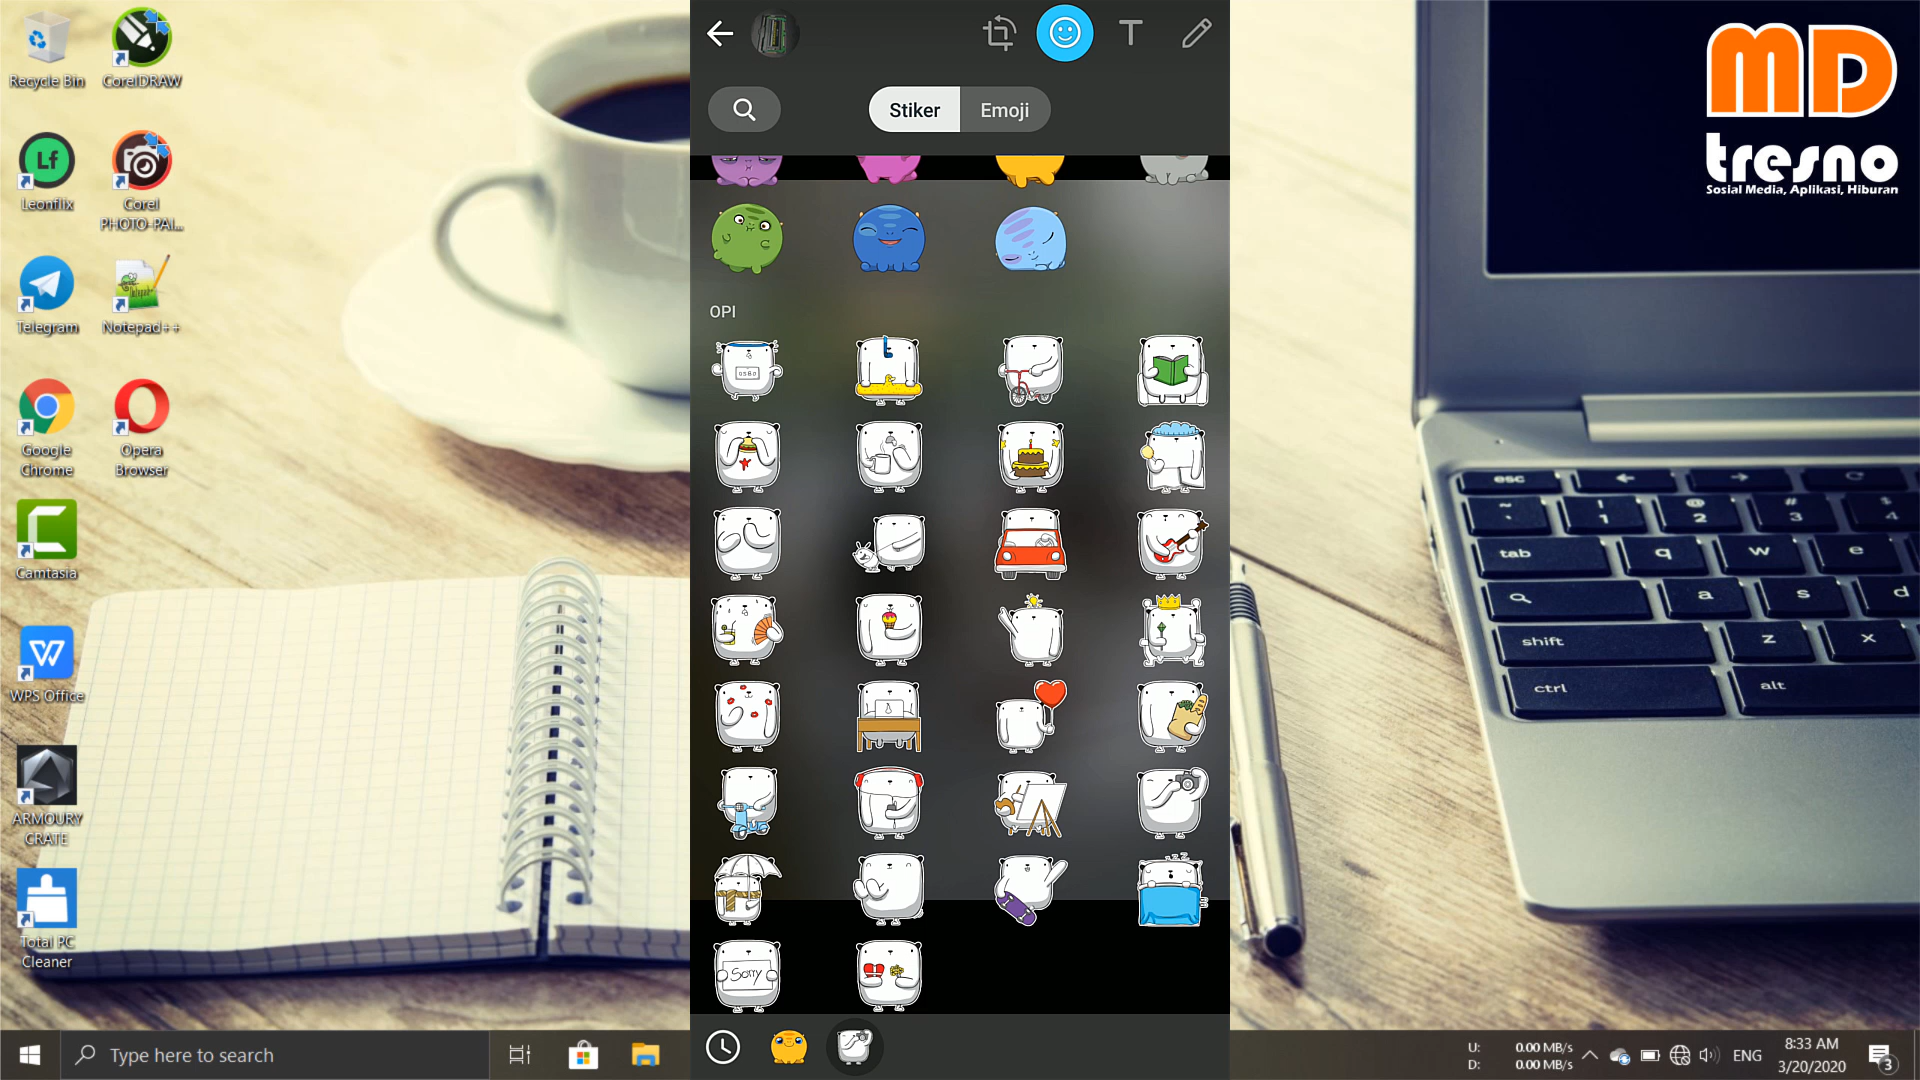 Recycle Bin
CorelDRAW
Leonflix
Corel
PHOTO-PAI...
Telegram
Notepad++
Google
Chrome
Opera
Browser
Camtasia
WPS Office
ARMOURY
CRATE
Total PC
Cleaner
T
Stiker
Emoji
OPI
Sorry
MD
tresno
Sosial Media, Aplikasi, Hiburan
esc
tab
q
w
e
a
s
d
shift
z
x
ctrl
alt
Type here to search
U: 0.00 MB/s
D: 0.00 MB/s
ENG
8:33 AM
3/20/2020
3